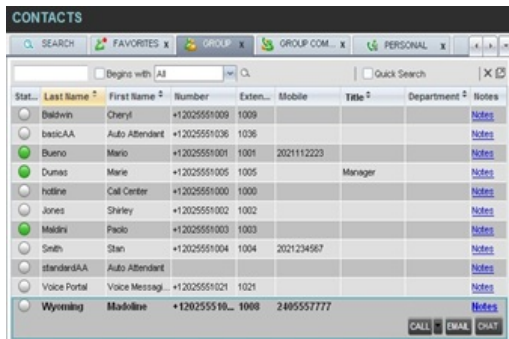 CONTACTS
SEARCH FAVORITES x GROUP x GROUP COM... x PERSONAL x
Begins with All Quick Search
Stat... Last Name First Name Number Exten... Mobile Title Department Notes
Baldwin Cheryl +12025551009 1009 Notes
basicAA Auto Attendant +12025551036 1036 Notes
Bueno Mario +12025551001 1001 2021112223 Notes
Dumas Marie +12025551005 1005 Manager Notes
hotline Call Center +12025551000 1000 Notes
Jones Shirley +12025551002 1002 Notes
Maldini Paolo +12025551003 1003 Notes
Smith Stan +12025551004 1004 2021234567 Notes
standardAA Auto Attendant Notes
Voice Portal Voice Messagi... +12025551021 1021 Notes
Wyoming Madoline +120255510... 1008 2405557777 Notes
CALL EMAIL CHAT